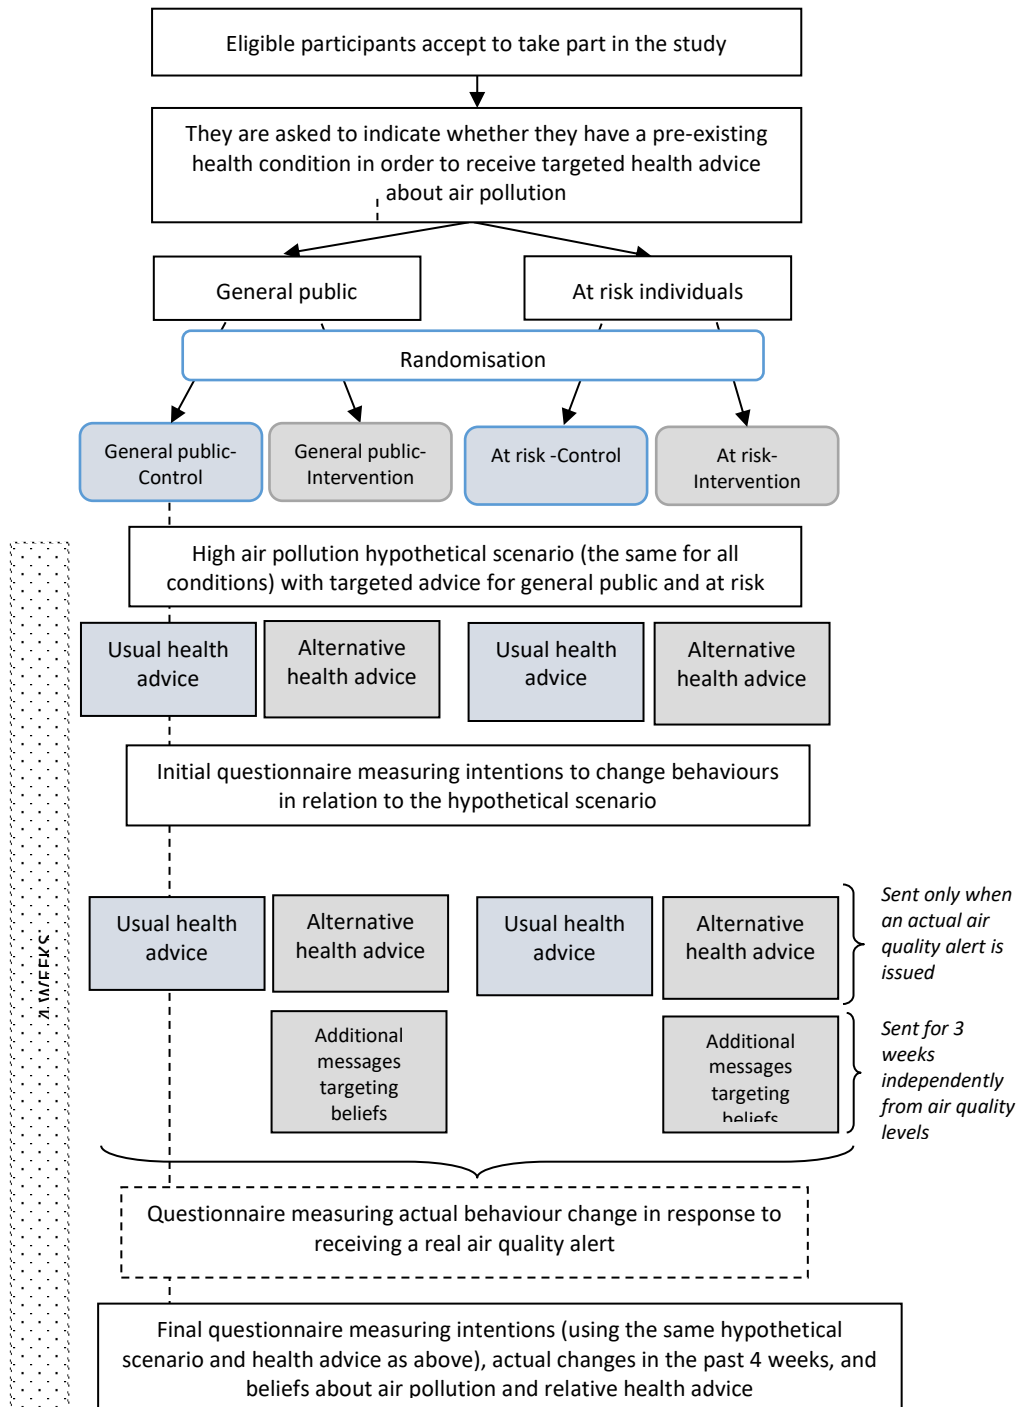 Eligible participants accept to take part in the study
They are asked to indicate whether they have a pre-existing
health condition in order to receive targeted health advice
about air pollution
General public
At risk individuals
Randomisation
General public-
Control
General public-
Intervention
At risk -Control
At risk-
Intervention
High air pollution hypothetical scenario (the same for all
conditions) with targeted advice for general public and at risk
Usual health
advice
Alternative
health advice
Usual health
advice
Alternative
health advice
Initial questionnaire measuring intentions to change behaviours
in relation to the hypothetical scenario
4 WEEKS
Usual health
advice
Alternative
health advice
Usual health
advice
Alternative
health advice
Sent only when
an actual air
quality alert is
issued
Additional
messages
targeting
beliefs
Additional
messages
targeting
beliefs
Sent for 3
weeks
independently
from air quality
levels
Questionnaire measuring actual behaviour change in response to
receiving a real air quality alert
Final questionnaire measuring intentions (using the same hypothetical
scenario and health advice as above), actual changes in the past 4 weeks, and
beliefs about air pollution and relative health advice